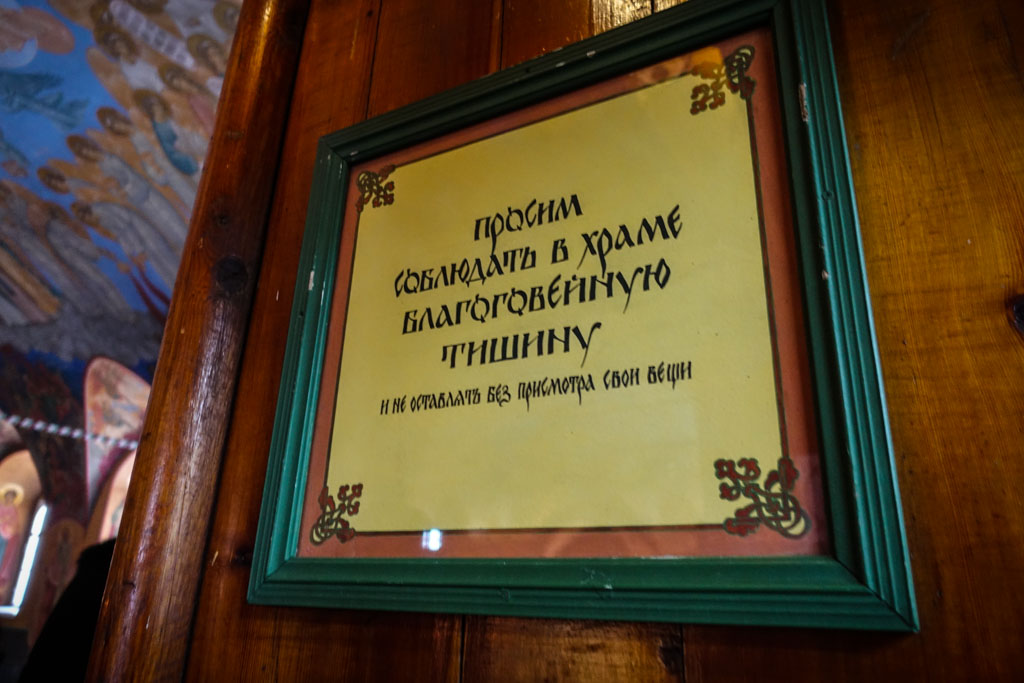 ПРОСИМ
СОБЛЮДАТЬ В ХРАМЕ
БЛАГОГОВЕЙНУЮ
ТИШИНУ
И НЕ ОСТАВЛЯТЬ БЕЗ ПРИСМОТРА СВОИ ВЕЩИ